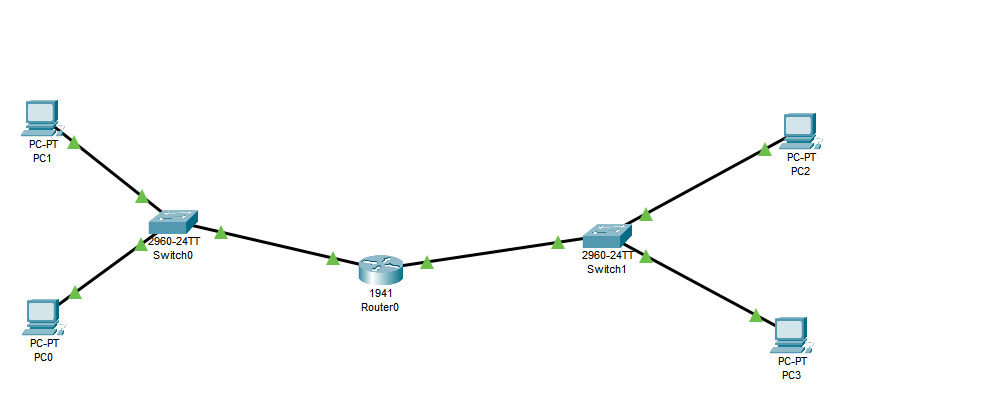 PC-PT
PC1
2960-24TT
Switch0
PC-PT
PC0
1941
Router0
2960-24TT
Switch1
PC-PT
PC2
PC-PT
PC3